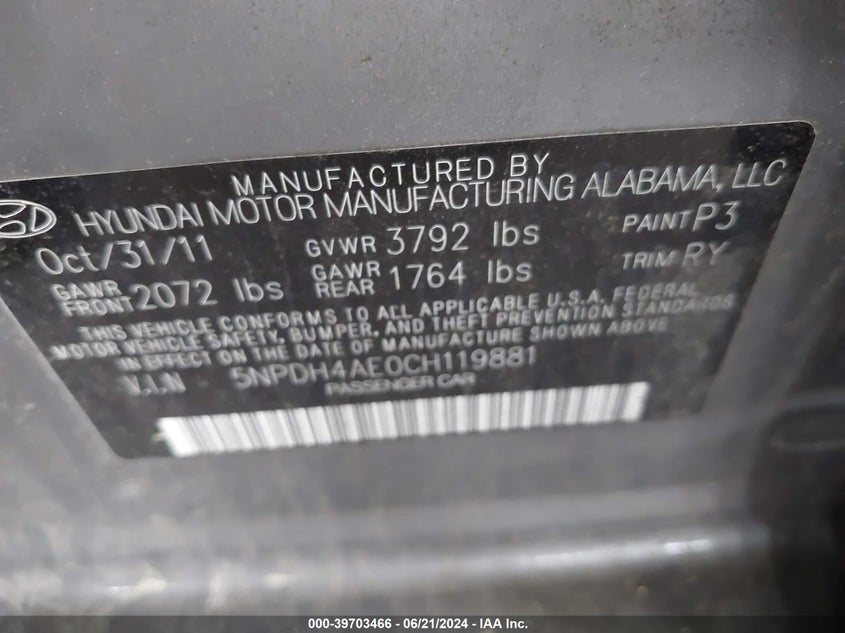 MANUFACTURED BY
HYUNDAI MOTOR MANUFACTURING ALABAMA, LLC
Oct/31/11 GVWR 3792 lbs PAINT P3
GAWR FRONT 2072 lbs GAWR REAR 1764 lbs TRIM RY
THIS VEHICLE CONFORMS TO ALL APPLICABLE U.S.A. FEDERAL
MOTOR VEHICLE SAFETY, BUMPER, AND THEFT PREVENTION STANDARDS
IN EFFECT ON THE DATE OF MANUFACTURE SHOWN ABOVE
V.I.N 5NPDH4AE0CH119881
PASSENGER CAR
000-39703466 - 06/21/2024 - IAA Inc.